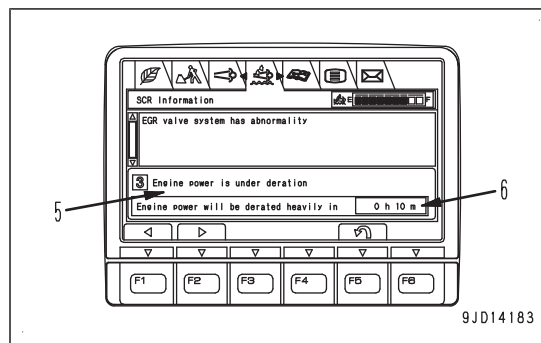 SCR Information
E F
EGR valve system has abnormality
3 Engine power is under deration
Engine power will be derated heavily in 0 h 10 m
5
6
F1 F2 F3 F4 F5 F6
9JD14183